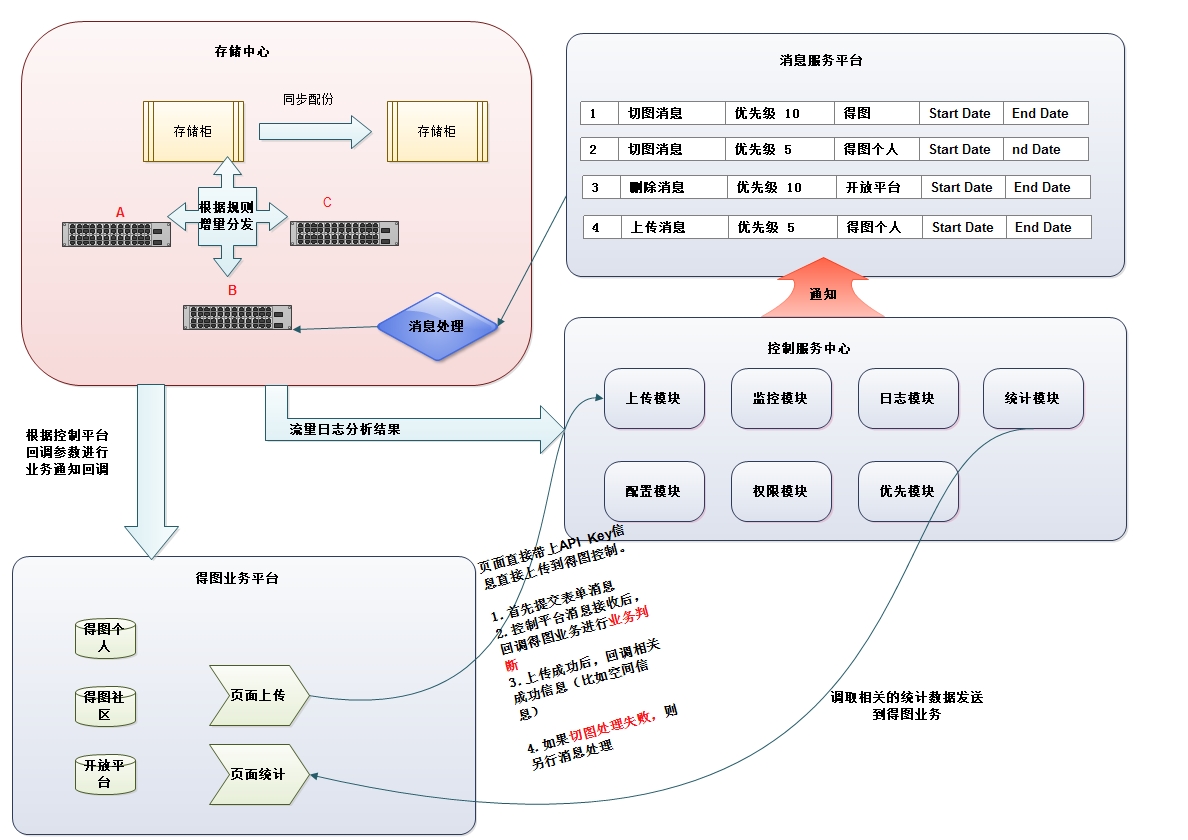 存储中心
同步配份
存储柜
存储柜
A
C
根据规则
增量分发
B
消息处理
消息服务平台
1 切图消息 优先级 10 得图 Start Date End Date
2 切图消息 优先级 5 得图个人 Start Date nd Date
3 删除消息 优先级 10 开放平台 Start Date End Date
4 上传消息 优先级 5 得图个人 Start Date End Date
通知
控制服务中心
上传模块 监控模块 日志模块 统计模块
配置模块 权限模块 优先模块
流量日志分析结果
根据控制平台
回调参数进行
业务通知回调
得图业务平台
得图个
人
得图社
区
开放平
台
页面上传
页面统计
页面直接带上API Key信
息直接上传到得图控制。
1.首先提交表单消息
2.控制平台消息接收后，
回调得图业务进行业务判
断
3.上传成功后，回调相关
成功信息（比如空间信
息）
4.如果切图处理失败，则
另行消息处理
调取相关的统计数据发送
到得图业务